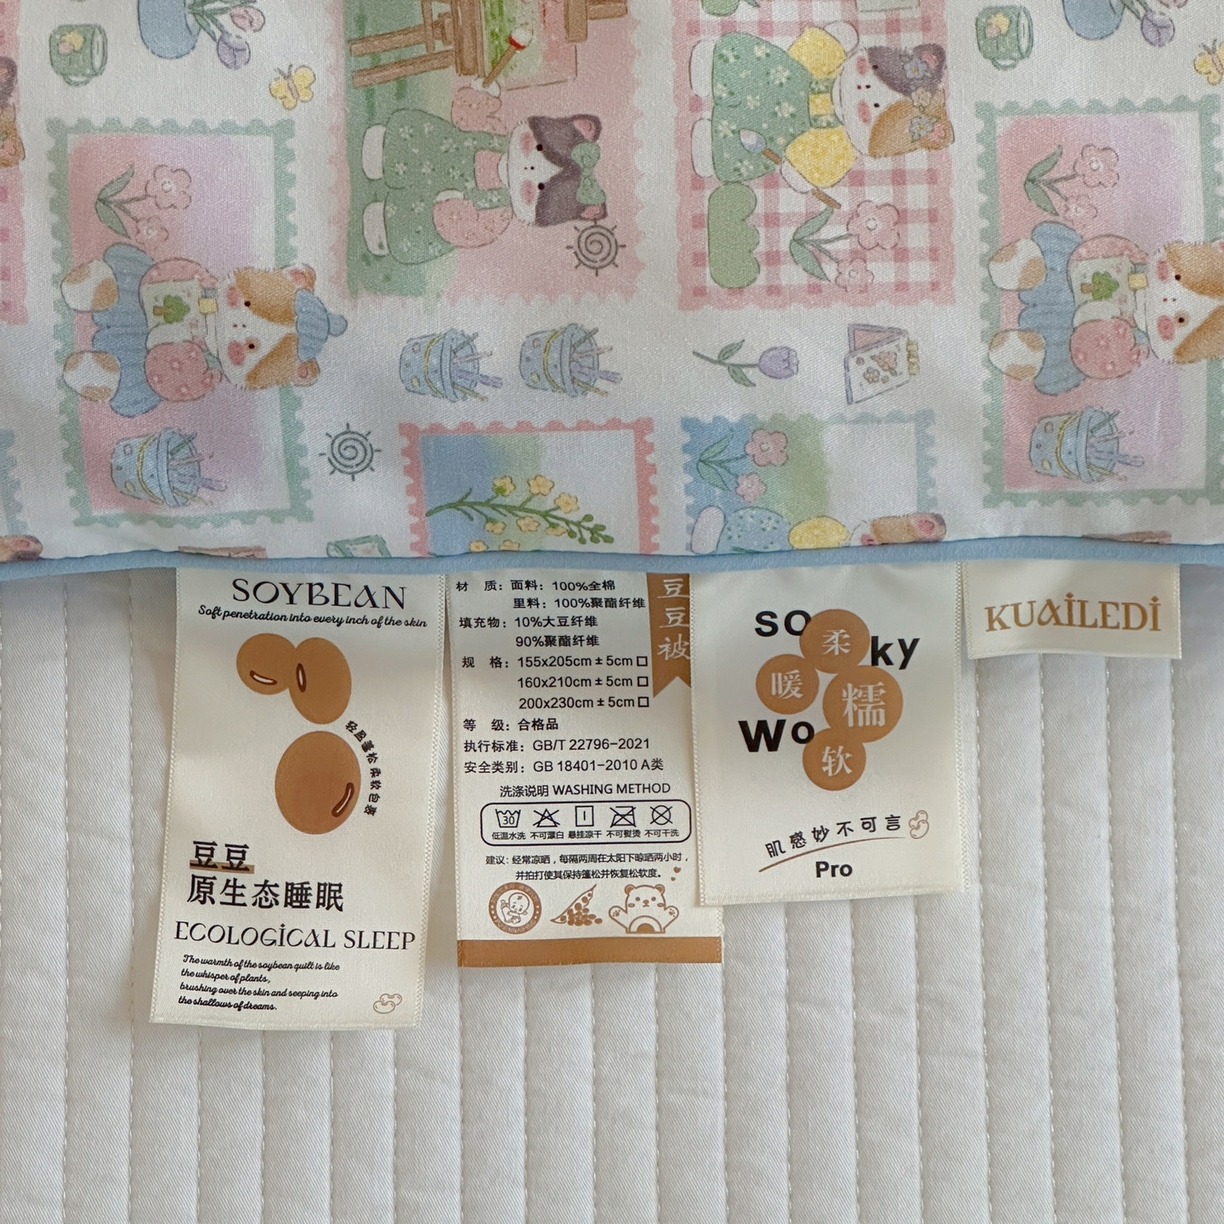 SOYBEAN
Soft penetration into every inch of the skin
轻盈蓬松 柔软包裹
豆豆
原生态睡眠
ECOLOGICAL SLEEP
The warmth of the soybean quilt is like
the whisper of plants,
brushing over the skin and seeping into
the shallows of dreams.
豆豆被
材 质：面料：100%全棉
里料：100%聚酯纤维
填充物：10%大豆纤维
90%聚酯纤维
规 格：155x205cm±5cm□
160x210cm±5cm□
200x230cm±5cm□
等 级：合格品
执行标准：GB/T 22796-2021
安全类别：GB 18401-2010 A类
洗涤说明 WASHING METHOD
30
低温水洗 不可漂白 悬挂凉干 不可熨烫 不可干洗
建议：经常凉晒，每隔两周在太阳下晾晒两小时，
并拍打使其保持篷松并恢复松软度。
so
ky
柔
暖
糯
Wo
软
肌感妙不可言
Pro
KUAILEDI